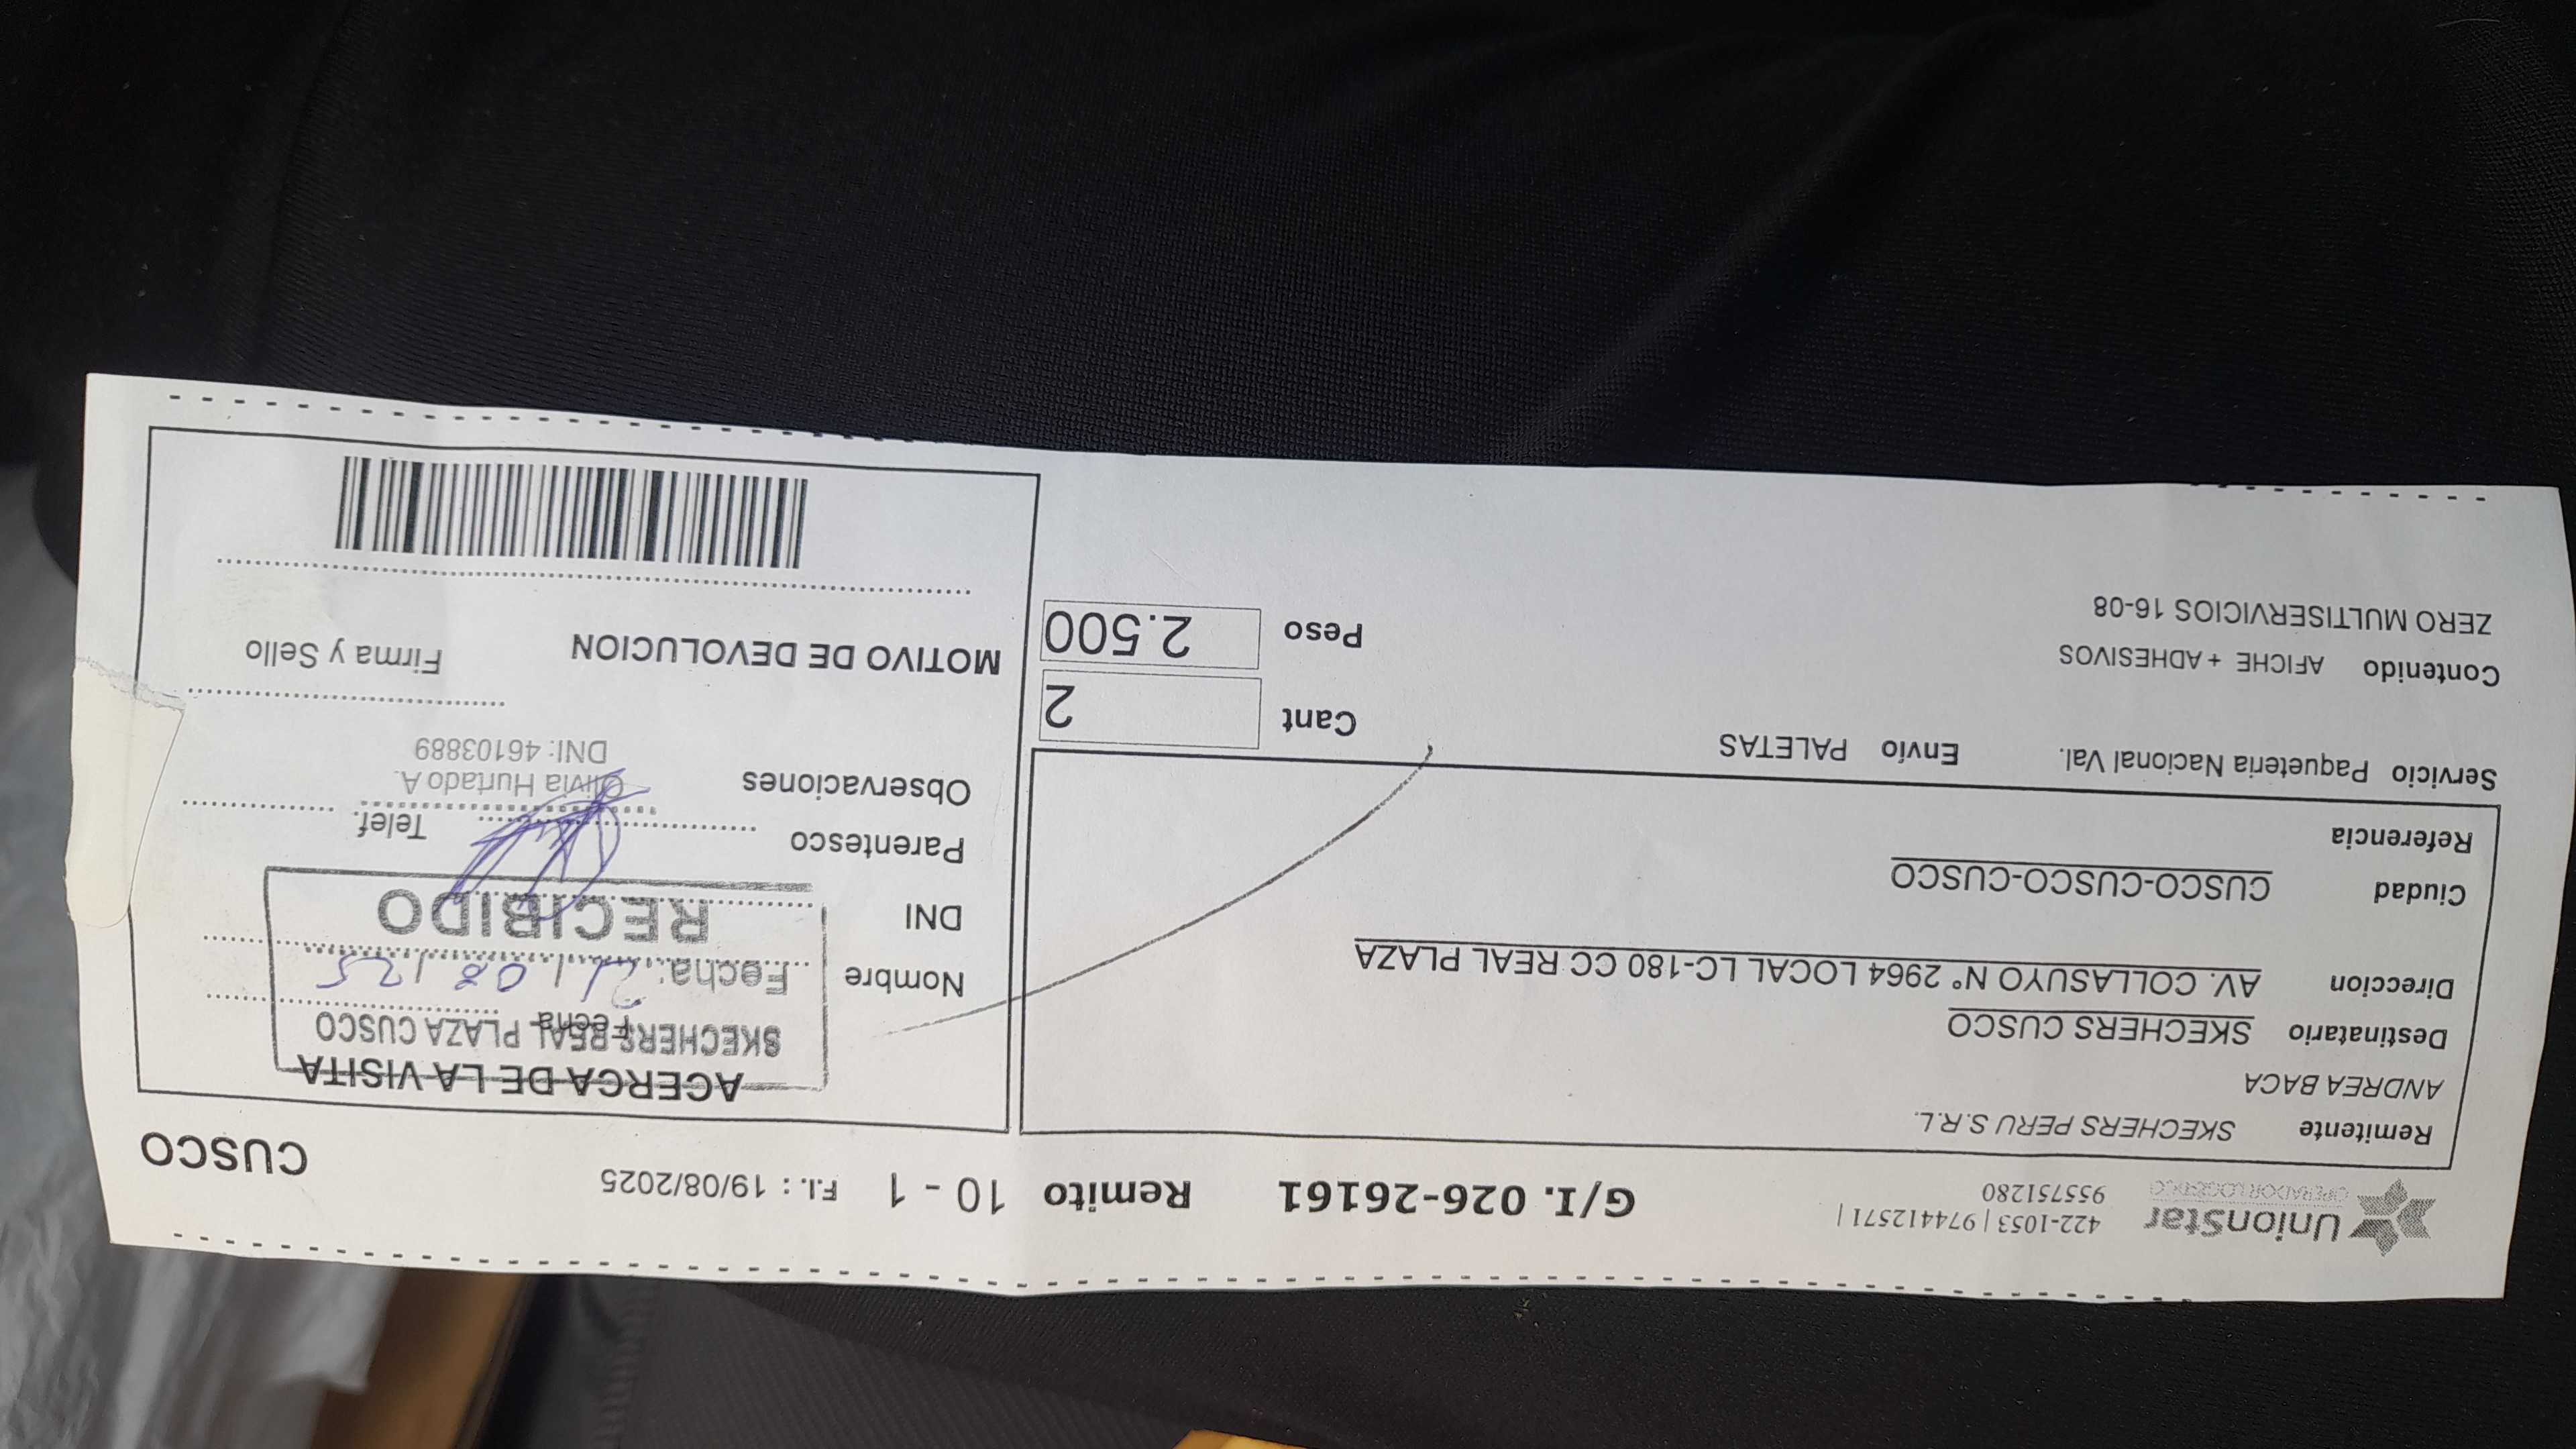 UnionStar
OPERADOR LOGISTICO
422-1053 | 974412571 |
955751280
G/I. 026-26161 Remito 10 - 1 F.I.: 19/08/2025 CUSCO
Remitente SKECHERS PERU S.R.L.
ANDREA BACA
Destinatario SKECHERS CUSCO
Direccion AV. COLLASUYO N° 2964 LOCAL LC-180 CC REAL PLAZA
Ciudad CUSCO-CUSCO-CUSCO
Referencia
Servicio Paqueteria Nacional Val. Envio PALETAS
Contenido AFICHE + ADHESIVOS
ZERO MULTISERVICIOS 16-08
Cant 2
Peso 2.500
ACERCA DE LA VISITA
Fecha
SKECHERS REAL PLAZA CUSCO
Nombre
Fecha: 21 / 08 / 25
DNI
RECIBIDO
Parentesco Telef.
Observaciones
Olivia Hurtado A.
DNI: 46103889
MOTIVO DE DEVOLUCION Firma y Sello